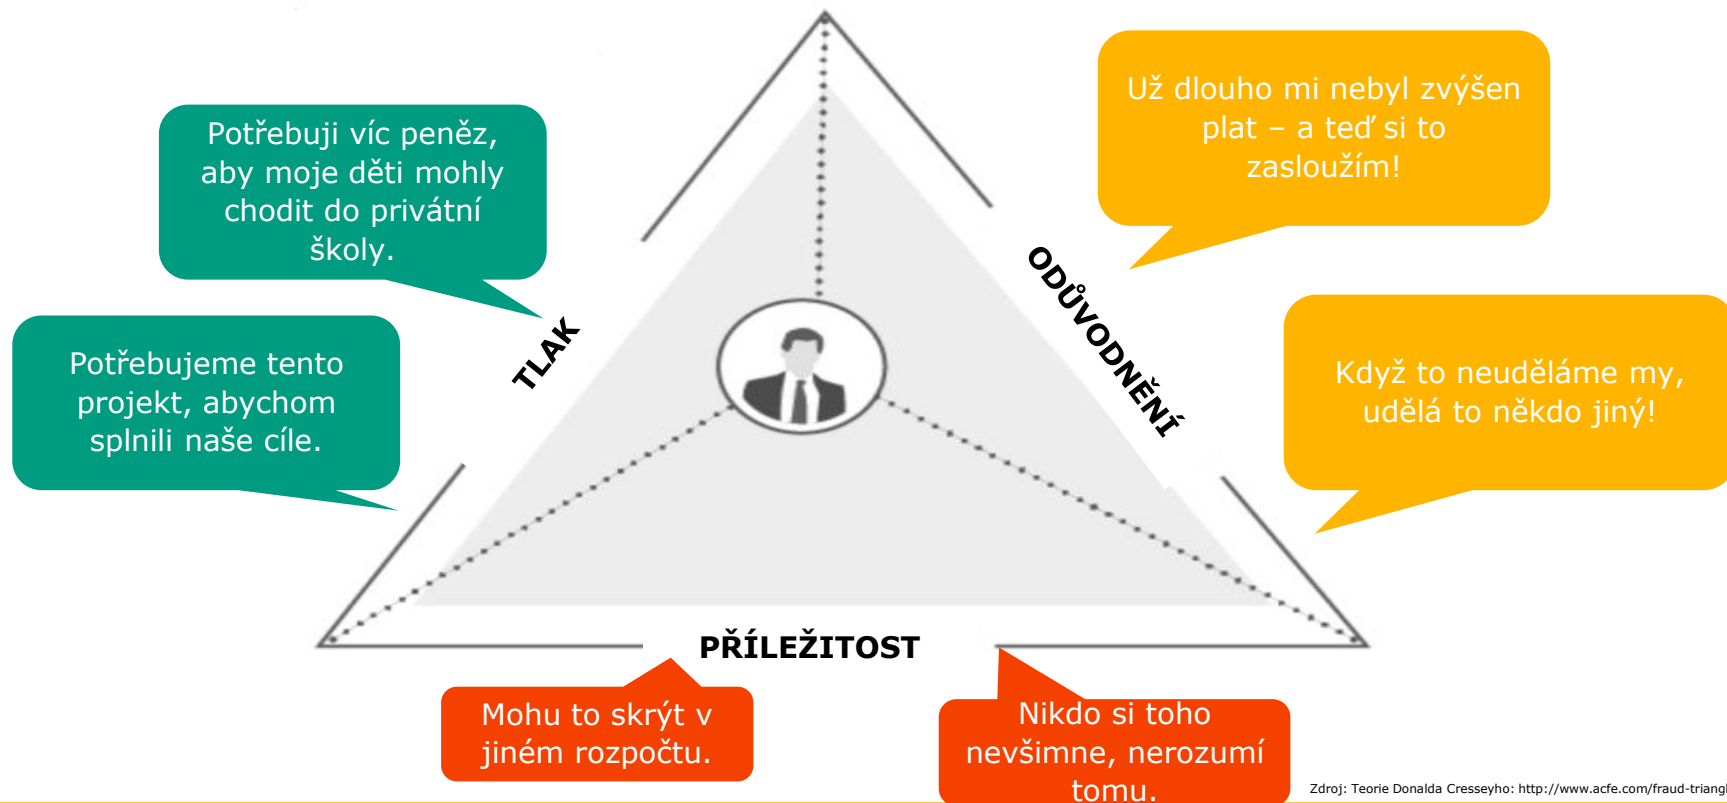 Potřebuji víc peněz,
aby moje děti mohly
chodit do privátní
školy.
Potřebujeme tento
projekt, abychom
splnili naše cíle.
TLAK
Už dlouho mi nebyl zvýšen
plat – a teď si to
zasloužím!
ODŮVODNĚNÍ
Když to neuděláme my,
udělá to někdo jiný!
PŘÍLEŽITOST
Mohu to skrýt v
jiném rozpočtu.
Nikdo si toho
nevšimne, nerozumí
tomu.
Zdroj: Teorie Donalda Cresseyho: http://www.acfe.com/fraud-triang